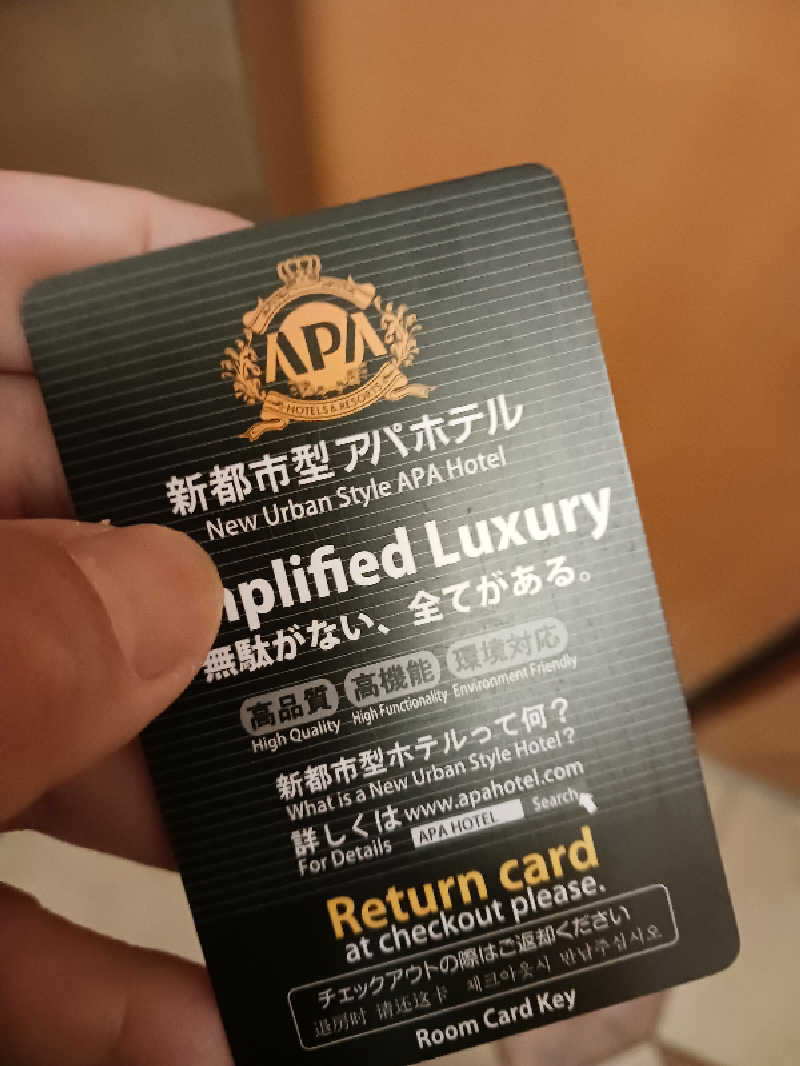 APA
HOTELS & RESORTS
新都市型アパホテル
New Urban Style APA Hotel
mplified Luxury
無駄がない、全てがある。
高品質 高機能 環境対応
High Quality High Functionality Environment Friendly
新都市型ホテルって何?
What is a New Urban Style Hotel?
詳しくは www.apahotel.com
For Details APA HOTEL Search
Return card
at checkout please.
チェックアウトの際はご返却ください
退房时 请还这卡 체크아웃시 반납주십시오
Room Card Key